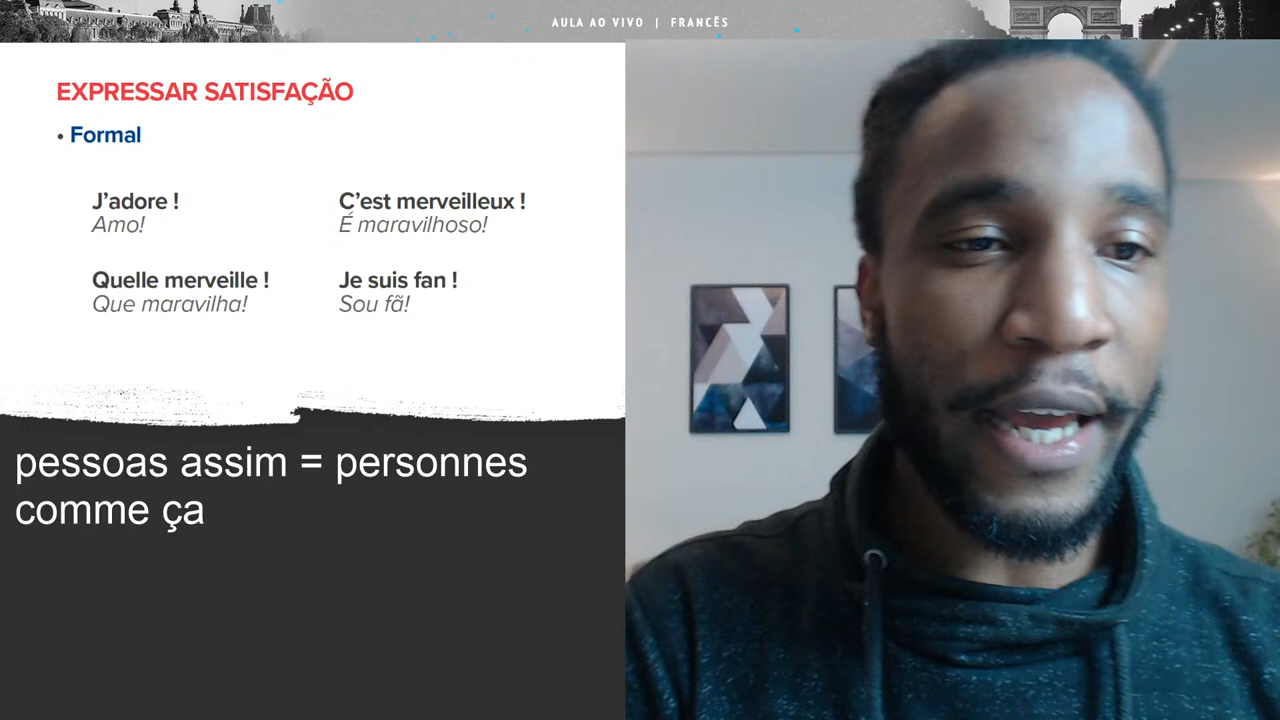 AULA AO VIVO | FRANCÊS
EXPRESSAR SATISFAÇÃO
• Formal
J'adore !
Amo!
C'est merveilleux !
É maravilhoso!
Quelle merveille !
Que maravilha!
Je suis fan !
Sou fã!
pessoas assim = personnes
comme ça